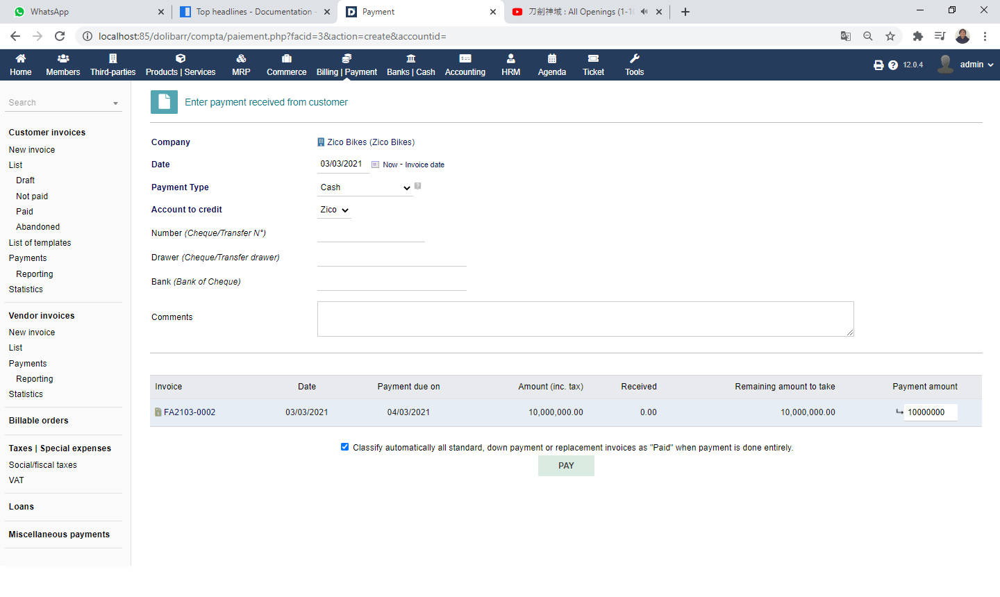 WhatsApp
Top headlines - Documentation -
Payment
刀劍神域 : All Openings (1-10
localhost:85/dolibarr/compta/paiement.php?facid=3&action=create&accountid=
Home
Members
Third-parties
Products | Services
MRP
Commerce
Billing | Payment
Banks | Cash
Accounting
HRM
Agenda
Ticket
Tools
12.0.4
admin
Search
Customer invoices
New invoice
List
Draft
Not paid
Paid
Abandoned
List of templates
Payments
Reporting
Statistics
Vendor invoices
New invoice
List
Payments
Reporting
Statistics
Billable orders
Taxes | Special expenses
Social/fiscal taxes
VAT
Loans
Miscellaneous payments
Enter payment received from customer
Company Zico Bikes (Zico Bikes)
Date 03/03/2021 Now - Invoice date
Payment Type Cash
Account to credit Zico
Number (Cheque/Transfer N°)
Drawer (Cheque/Transfer drawer)
Bank (Bank of Cheque)
Comments
Invoice Date Payment due on Amount (inc. tax) Received Remaining amount to take Payment amount
FA2103-0002 03/03/2021 04/03/2021 10,000,000.00 0.00 10,000,000.00 10000000
Classify automatically all standard, down payment or replacement invoices as "Paid" when payment is done entirely.
PAY